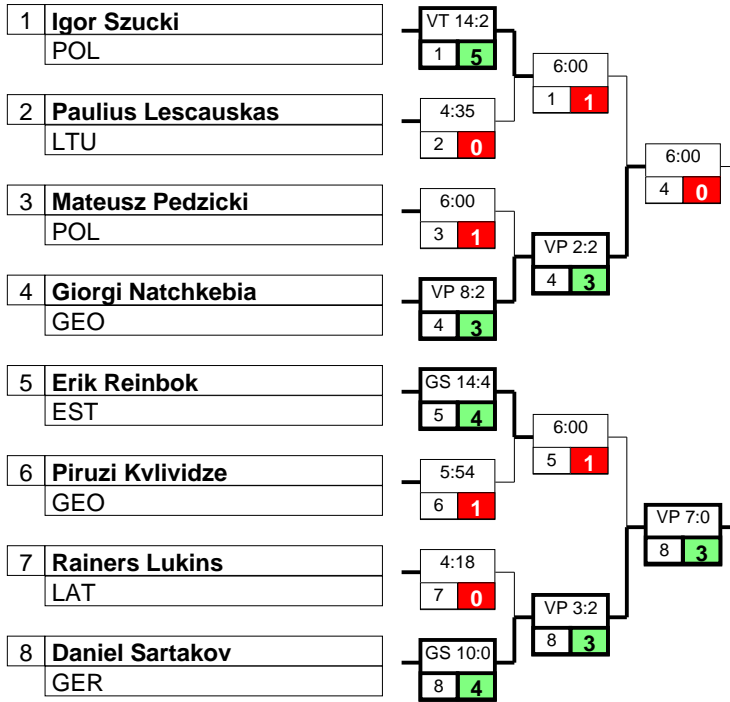 1 Igor Szucki
POL
VT 14:2
1 5
6:00
1 1
2 Paulius Lescauskas
LTU
4:35
2 0
6:00
4 0
3 Mateusz Pedzicki
POL
6:00
3 1
VP 2:2
4 3
4 Giorgi Natchkebia
GEO
VP 8:2
4 3
5 Erik Reinbok
EST
GS 14:4
5 4
6:00
5 1
6 Piruzi Kvlividze
GEO
5:54
6 1
VP 7:0
8 3
7 Rainers Lukins
LAT
4:18
7 0
VP 3:2
8 3
8 Daniel Sartakov
GER
GS 10:0
8 4